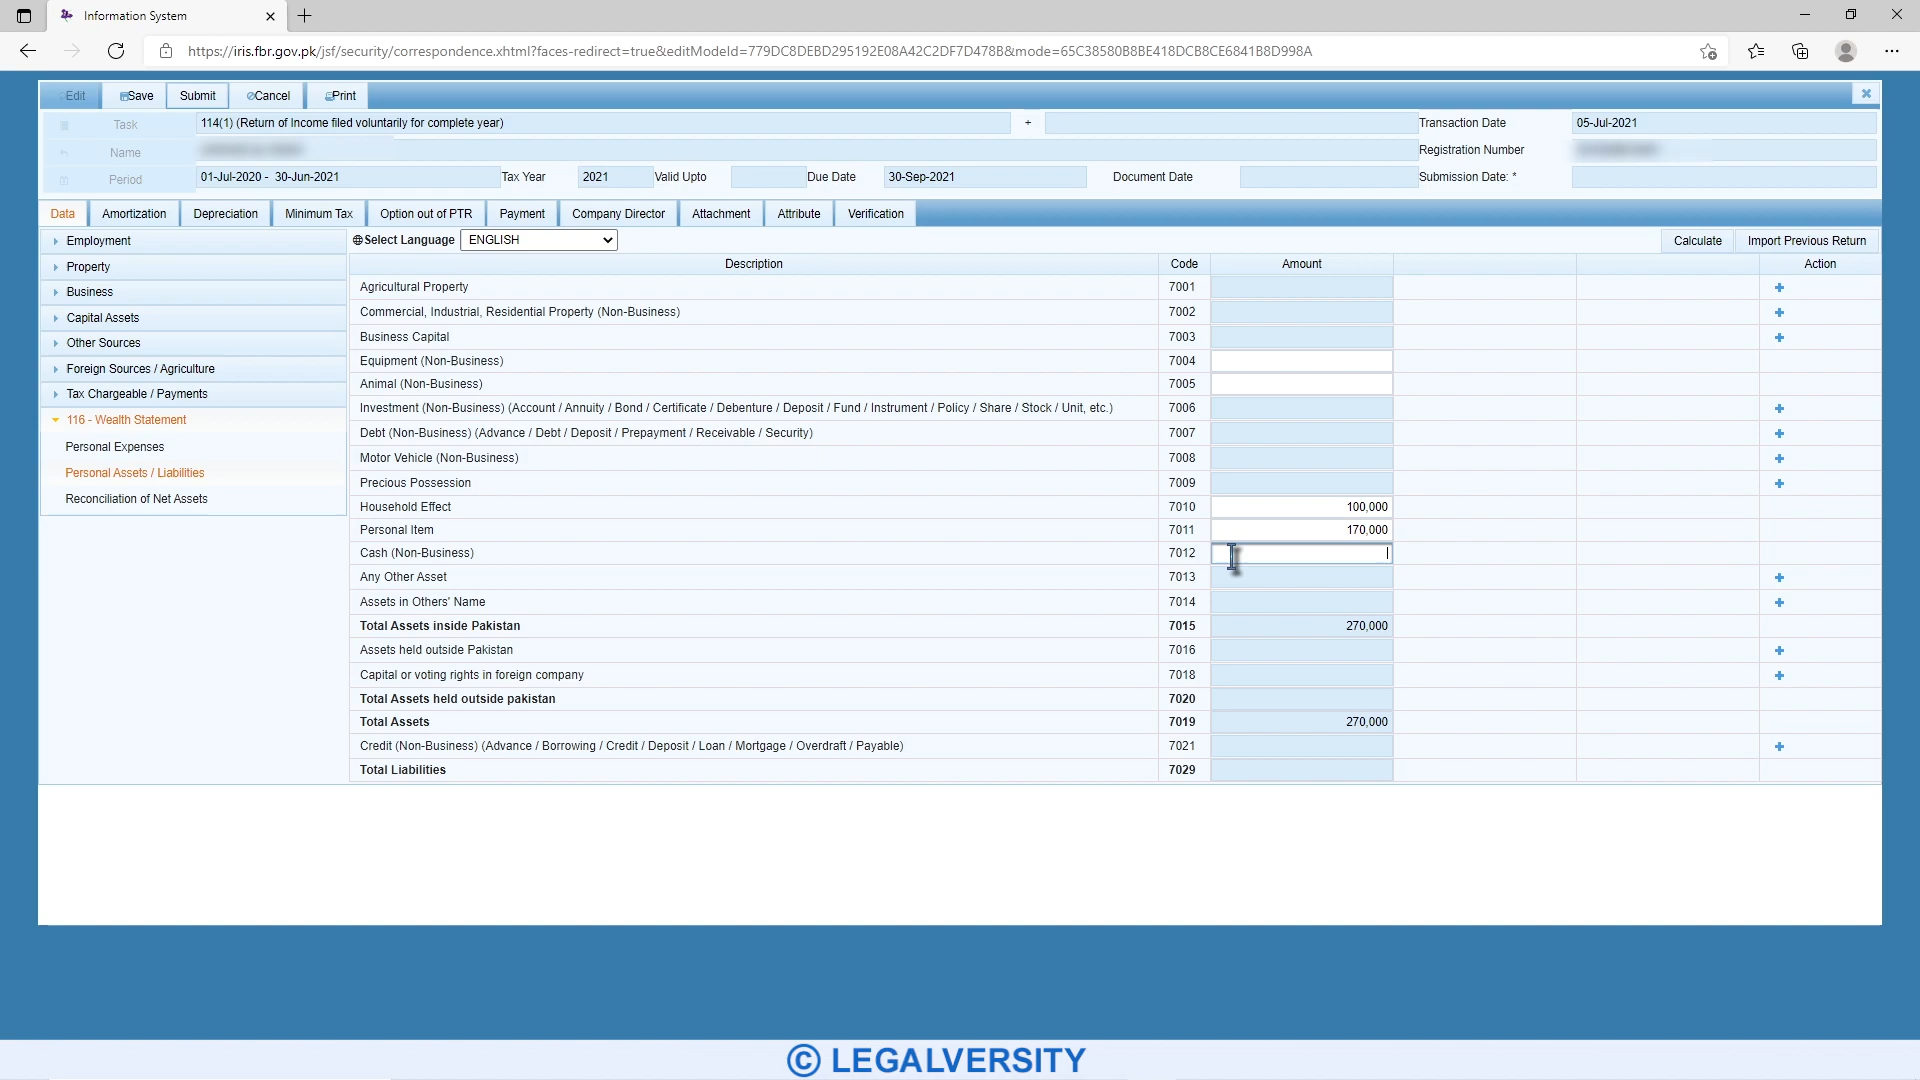 Information System
https://iris.fbr.gov.pk/jsf/security/correspondence.xhtml?faces-redirect=true&editModeId=779DC8DEBD295192E08A42C2DF7D478B&mode=65C38580B8BE418DCB8CE6841B8D998A
Edit Save Submit Cancel Print
Task 114(1) (Return of Income filed voluntarily for complete year) + Transaction Date 05-Jul-2021
Name Registration Number
Period 01-Jul-2020 - 30-Jun-2021 Tax Year 2021 Valid Upto Due Date 30-Sep-2021 Document Date Submission Date: *
Data Amortization Depreciation Minimum Tax Option out of PTR Payment Company Director Attachment Attribute Verification
Employment
Property
Business
Capital Assets
Other Sources
Foreign Sources / Agriculture
Tax Chargeable / Payments
116 - Wealth Statement
Personal Expenses
Personal Assets / Liabilities
Reconciliation of Net Assets
Select Language ENGLISH Calculate Import Previous Return
Description Code Amount Action
Agricultural Property 7001
Commercial, Industrial, Residential Property (Non-Business) 7002
Business Capital 7003
Equipment (Non-Business) 7004
Animal (Non-Business) 7005
Investment (Non-Business) (Account / Annuity / Bond / Certificate / Debenture / Deposit / Fund / Instrument / Policy / Share / Stock / Unit, etc.) 7006
Debt (Non-Business) (Advance / Debt / Deposit / Prepayment / Receivable / Security) 7007
Motor Vehicle (Non-Business) 7008
Precious Possession 7009
Household Effect 7010 100,000
Personal Item 7011 170,000
Cash (Non-Business) 7012
Any Other Asset 7013
Assets in Others' Name 7014
Total Assets inside Pakistan 7015 270,000
Assets held outside Pakistan 7016
Capital or voting rights in foreign company 7018
Total Assets held outside pakistan 7020
Total Assets 7019 270,000
Credit (Non-Business) (Advance / Borrowing / Credit / Deposit / Loan / Mortgage / Overdraft / Payable) 7021
Total Liabilities 7029
© LEGALVERSITY